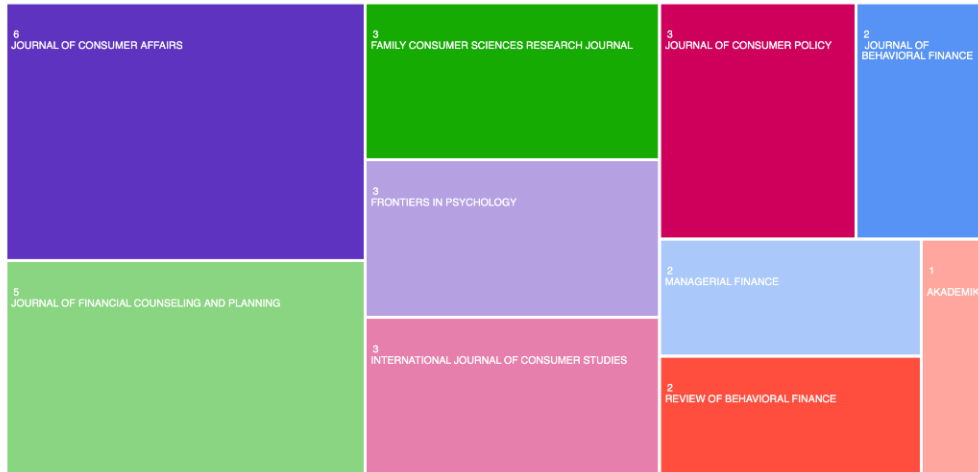 6
JOURNAL OF CONSUMER AFFAIRS
5
JOURNAL OF FINANCIAL COUNSELING AND PLANNING
3
FAMILY CONSUMER SCIENCES RESEARCH JOURNAL
3
FRONTIERS IN PSYCHOLOGY
3
INTERNATIONAL JOURNAL OF CONSUMER STUDIES
3
JOURNAL OF CONSUMER POLICY
2
JOURNAL OF
BEHAVIORAL FINANCE
2
MANAGERIAL FINANCE
2
REVIEW OF BEHAVIORAL FINANCE
1
AKADEMIK